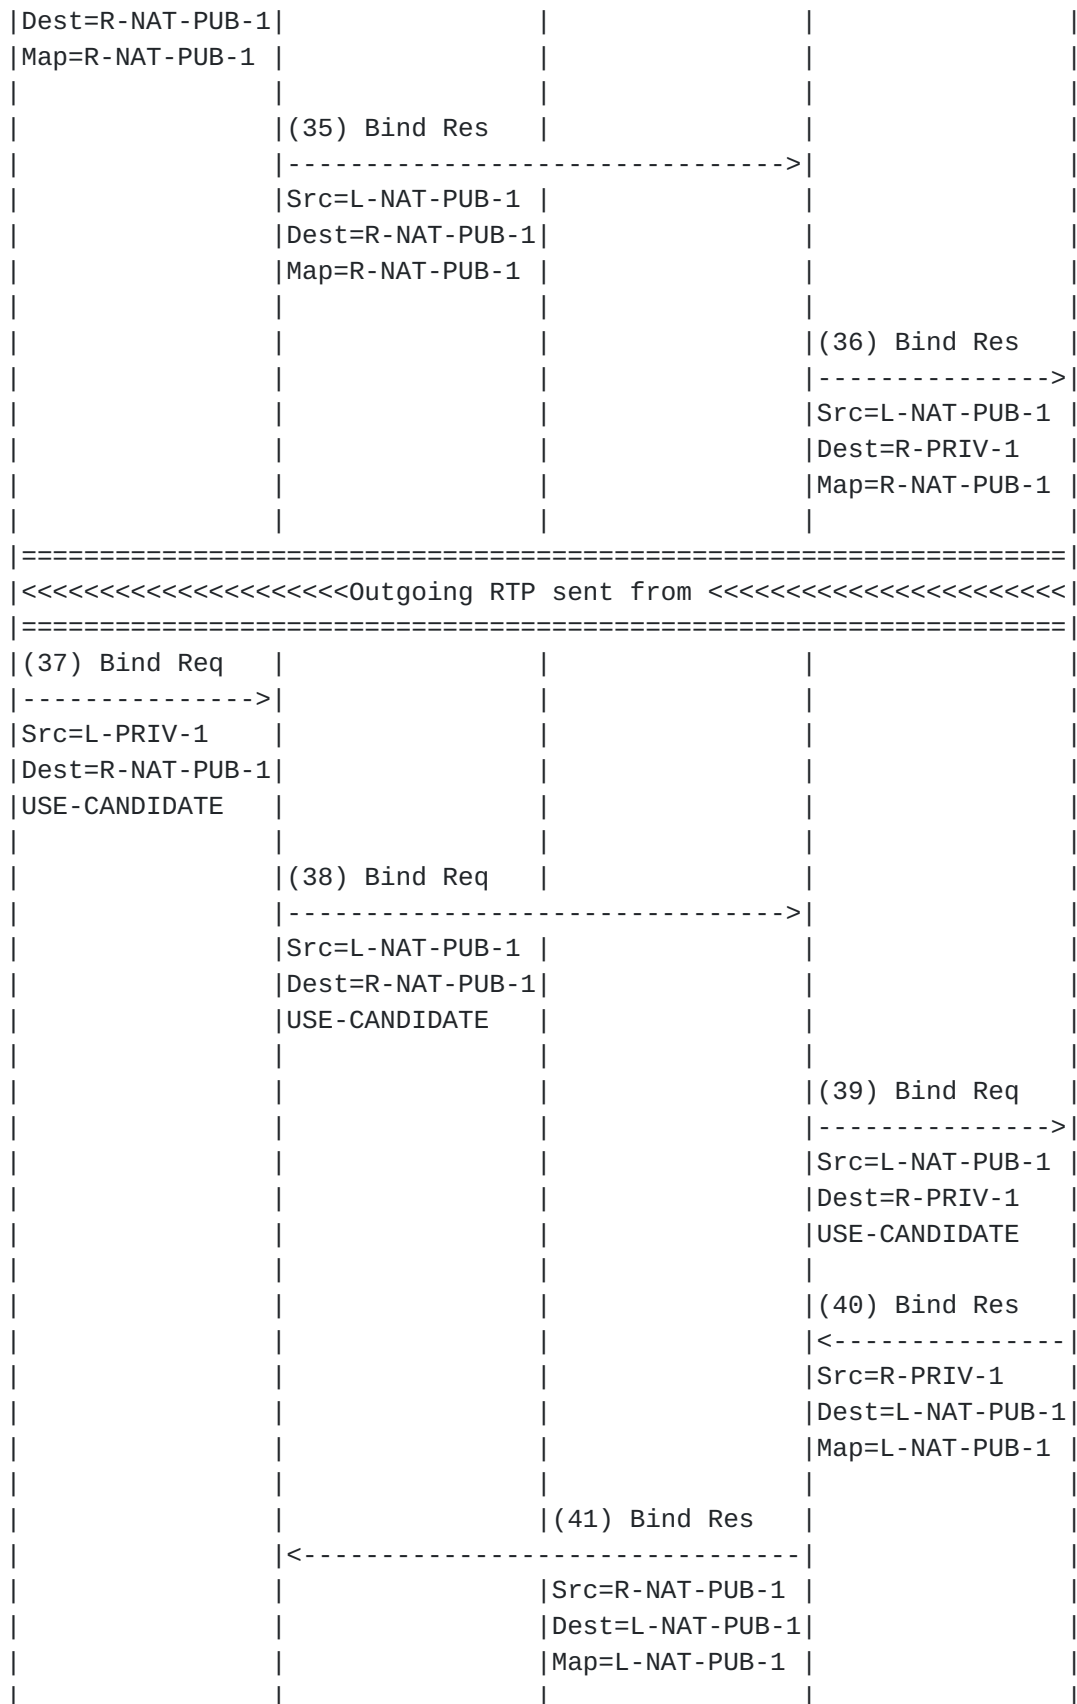 |Dest=R-NAT-PUB-1|                |                |                |
|Map=R-NAT-PUB-1 |                |                |                |
|                |                |                |                |
|                |(35) Bind Res   |                |                |
|                |-------------------------------->|                |
|                |Src=L-NAT-PUB-1 |                |                |
|                |Dest=R-NAT-PUB-1|                |                |
|                |Map=R-NAT-PUB-1 |                |                |
|                |                |                |                |
|                |                |                |(36) Bind Res   |
|                |                |                |--------------->|
|                |                |                |Src=L-NAT-PUB-1 |
|                |                |                |Dest=R-PRIV-1   |
|                |                |                |Map=R-NAT-PUB-1 |
|                |                |                |                |
|===================================================================|
|<<<<<<<<<<<<<<<<<<<<<Outgoing RTP sent from <<<<<<<<<<<<<<<<<<<<<<<|
|===================================================================|
|(37) Bind Req   |                |                |                |
|--------------->|                |                |                |
|Src=L-PRIV-1    |                |                |                |
|Dest=R-NAT-PUB-1|                |                |                |
|USE-CANDIDATE   |                |                |                |
|                |                |                |                |
|                |(38) Bind Req   |                |                |
|                |-------------------------------->|                |
|                |Src=L-NAT-PUB-1 |                |                |
|                |Dest=R-NAT-PUB-1|                |                |
|                |USE-CANDIDATE   |                |                |
|                |                |                |                |
|                |                |                |(39) Bind Req   |
|                |                |                |--------------->|
|                |                |                |Src=L-NAT-PUB-1 |
|                |                |                |Dest=R-PRIV-1   |
|                |                |                |USE-CANDIDATE   |
|                |                |                |                |
|                |                |                |(40) Bind Res   |
|                |                |                |<---------------|
|                |                |                |Src=R-PRIV-1    |
|                |                |                |Dest=L-NAT-PUB-1|
|                |                |                |Map=L-NAT-PUB-1 |
|                |                |                |                |
|                |                |(41) Bind Res   |                |
|                |<--------------------------------|                |
|                |                |Src=R-NAT-PUB-1 |                |
|                |                |Dest=L-NAT-PUB-1|                |
|                |                |Map=L-NAT-PUB-1 |                |
|                |                |                |                |